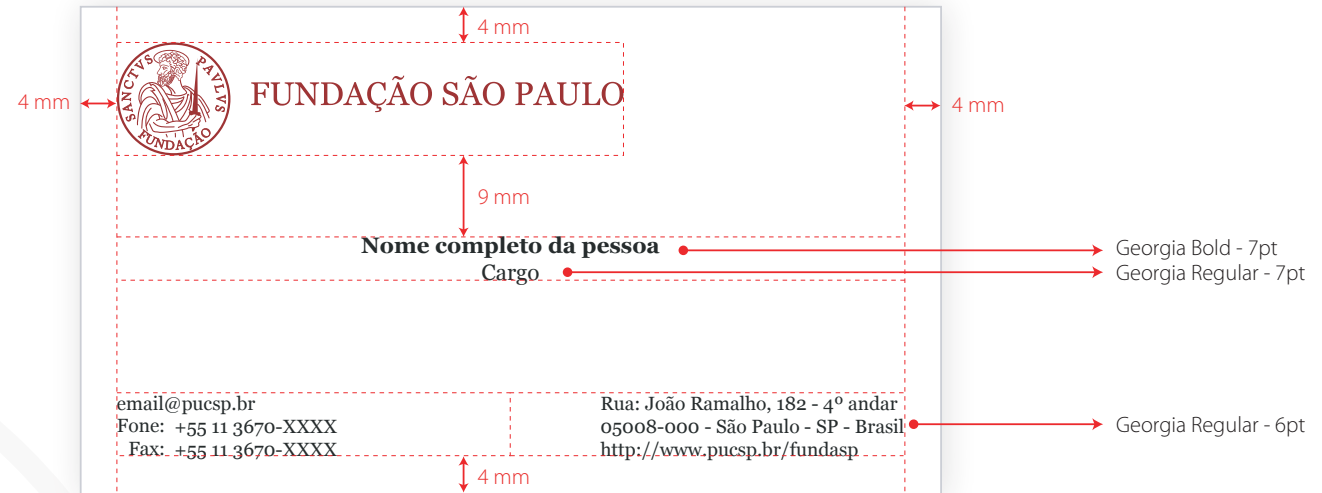 4 mm
SANCTVS PAVLVS
FUNDAÇÃO
FUNDAÇÃO SÃO PAULO
4 mm
4 mm
9 mm
Nome completo da pessoa
Georgia Bold - 7pt
Cargo
Georgia Regular - 7pt
email@pucsp.br
Fone: +55 11 3670-XXXX
Fax: +55 11 3670-XXXX
Rua: João Ramalho, 182 - 4º andar
05008-000 - São Paulo - SP - Brasil
http://www.pucsp.br/fundasp
Georgia Regular - 6pt
4 mm